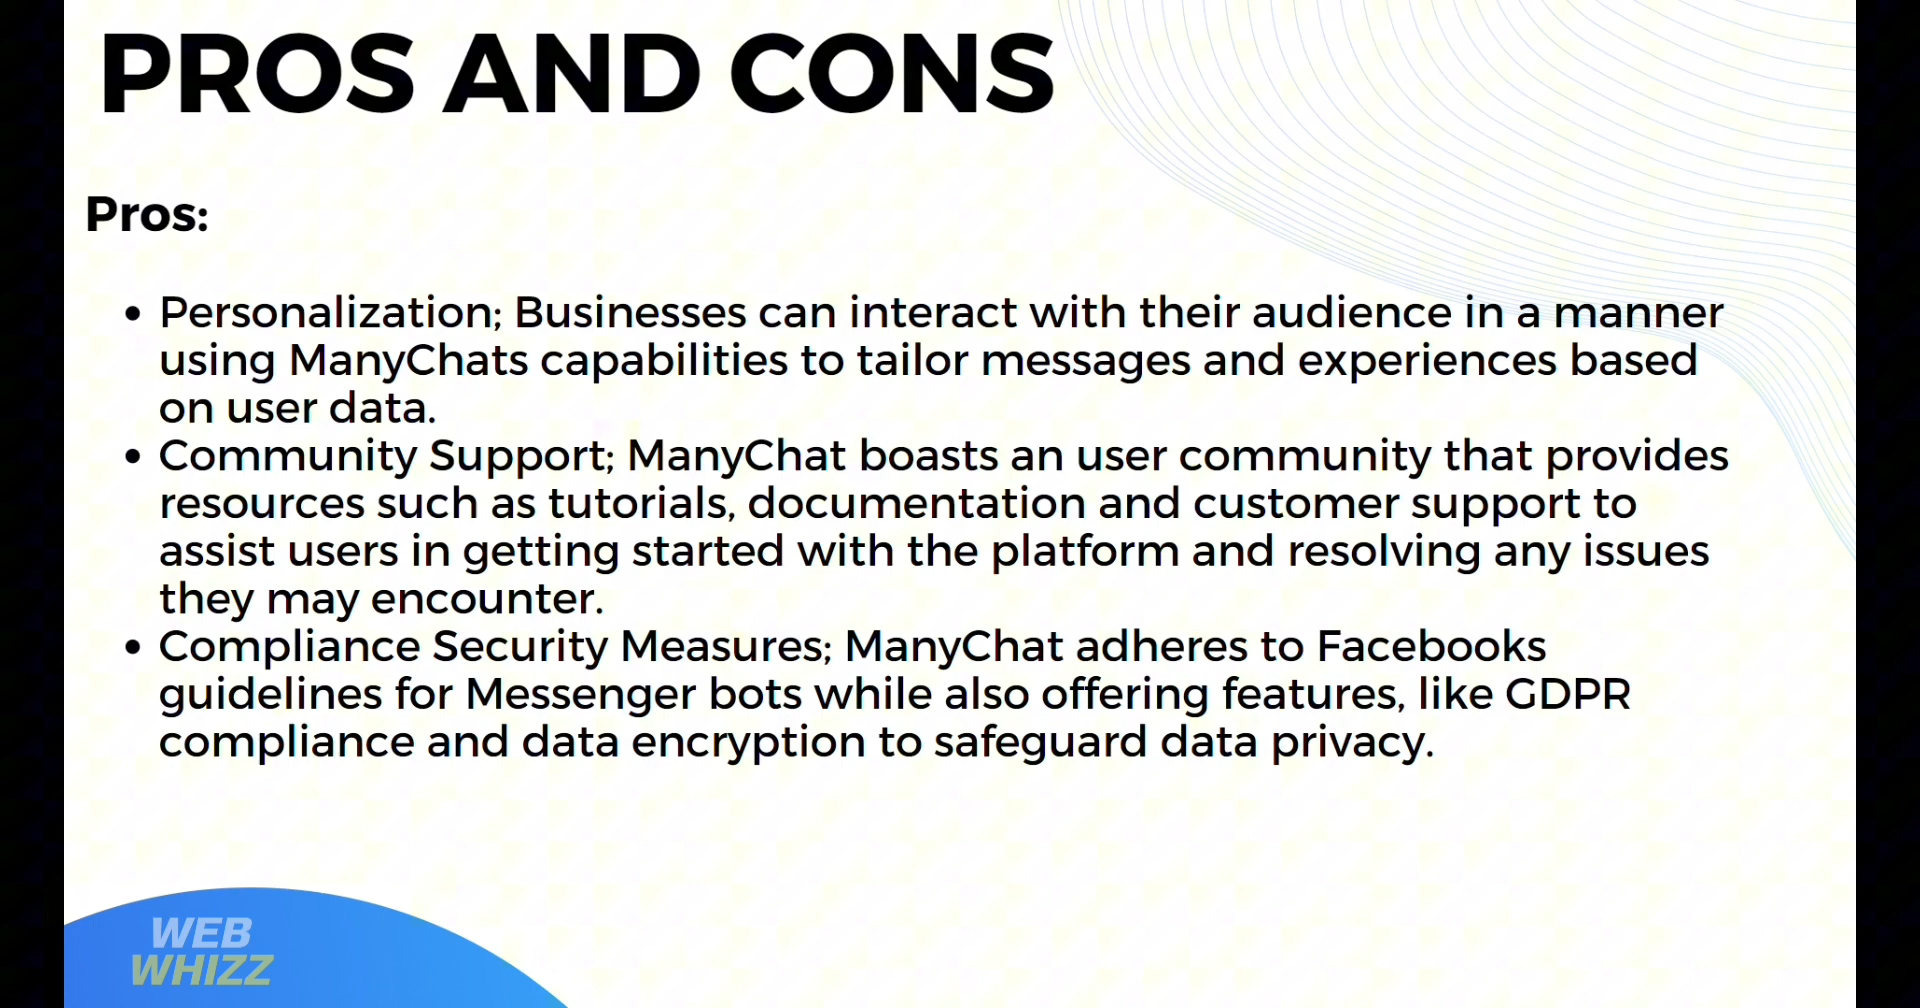 PROS AND CONS
Pros:
• Personalization; Businesses can interact with their audience in a manner
using ManyChats capabilities to tailor messages and experiences based
on user data.
• Community Support; ManyChat boasts an user community that provides
resources such as tutorials, documentation and customer support to
assist users in getting started with the platform and resolving any issues
they may encounter.
• Compliance Security Measures; ManyChat adheres to Facebooks
guidelines for Messenger bots while also offering features, like GDPR
compliance and data encryption to safeguard data privacy.
WEB
WHIZZ